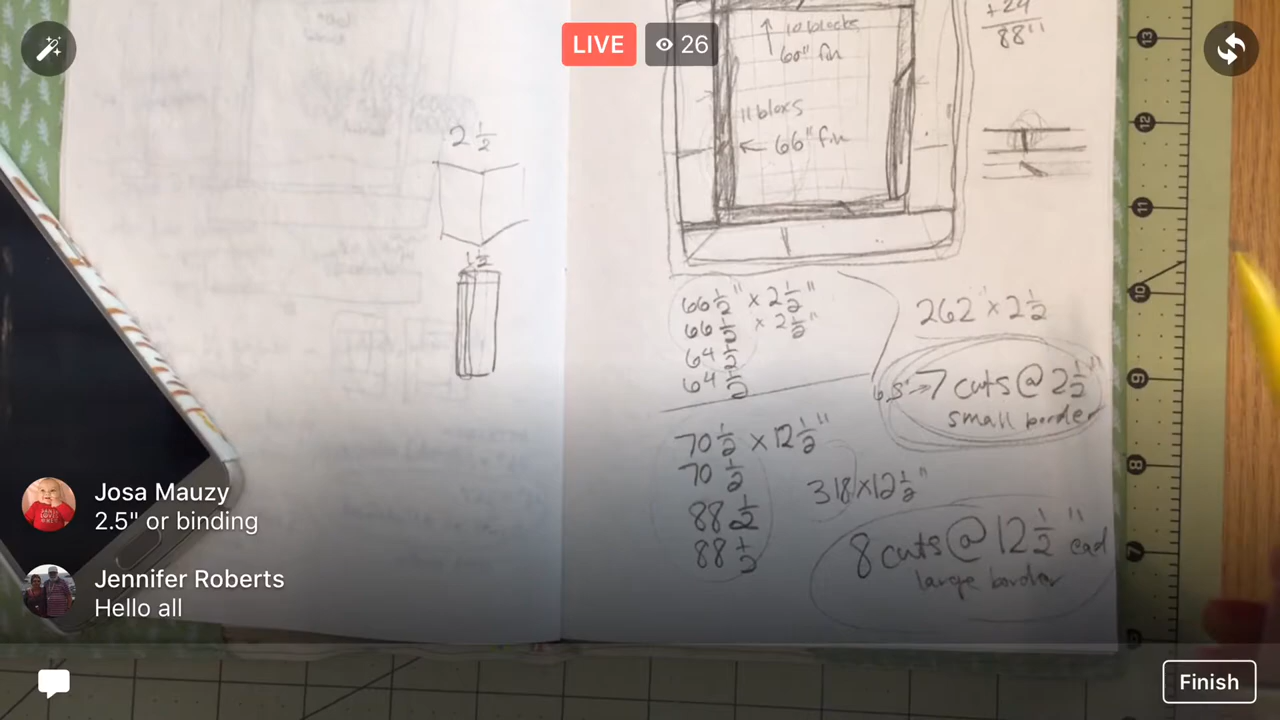 LIVE
26
+24
88"
10 blocks
60" fin
11 blocks
← 66" fin
2 1/2
1 1/2
66 1/2" x 2 1/2"
66 1/2 x 2 1/2"
64 1/2
64 1/2
262" x 2 1/2
6.5" → 7 cuts @ 2 1/2"
small border
70 1/2 x 12 1/2"
70 1/2
88 1/2
88 1/2
318 x 12 1/2"
8 cuts @ 12 1/2"
large border
13
12
11
10
9
8
7
Josa Mauzy
2.5" or binding
Jennifer Roberts
Hello all
Finish